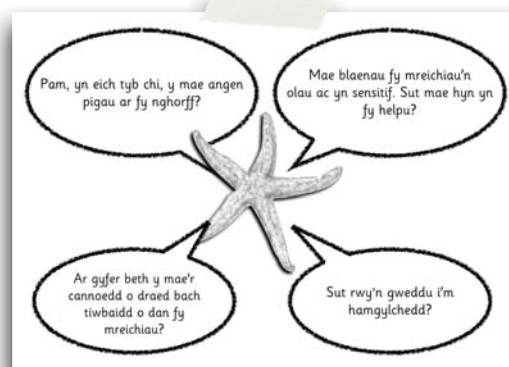 Pam, yn eich tyb chi, y mae angen
pigau ar fy nghorff?
Mae blaenau fy mreichiau'n
olau ac yn sensitif. Sut mae hyn yn
fy helpu?
Ar gyfer beth y mae'r
cannoedd o draed bach
tiwbaidd o dan fy
mreichiau?
Sut rwy'n gweddu i'm
hamgylchedd?